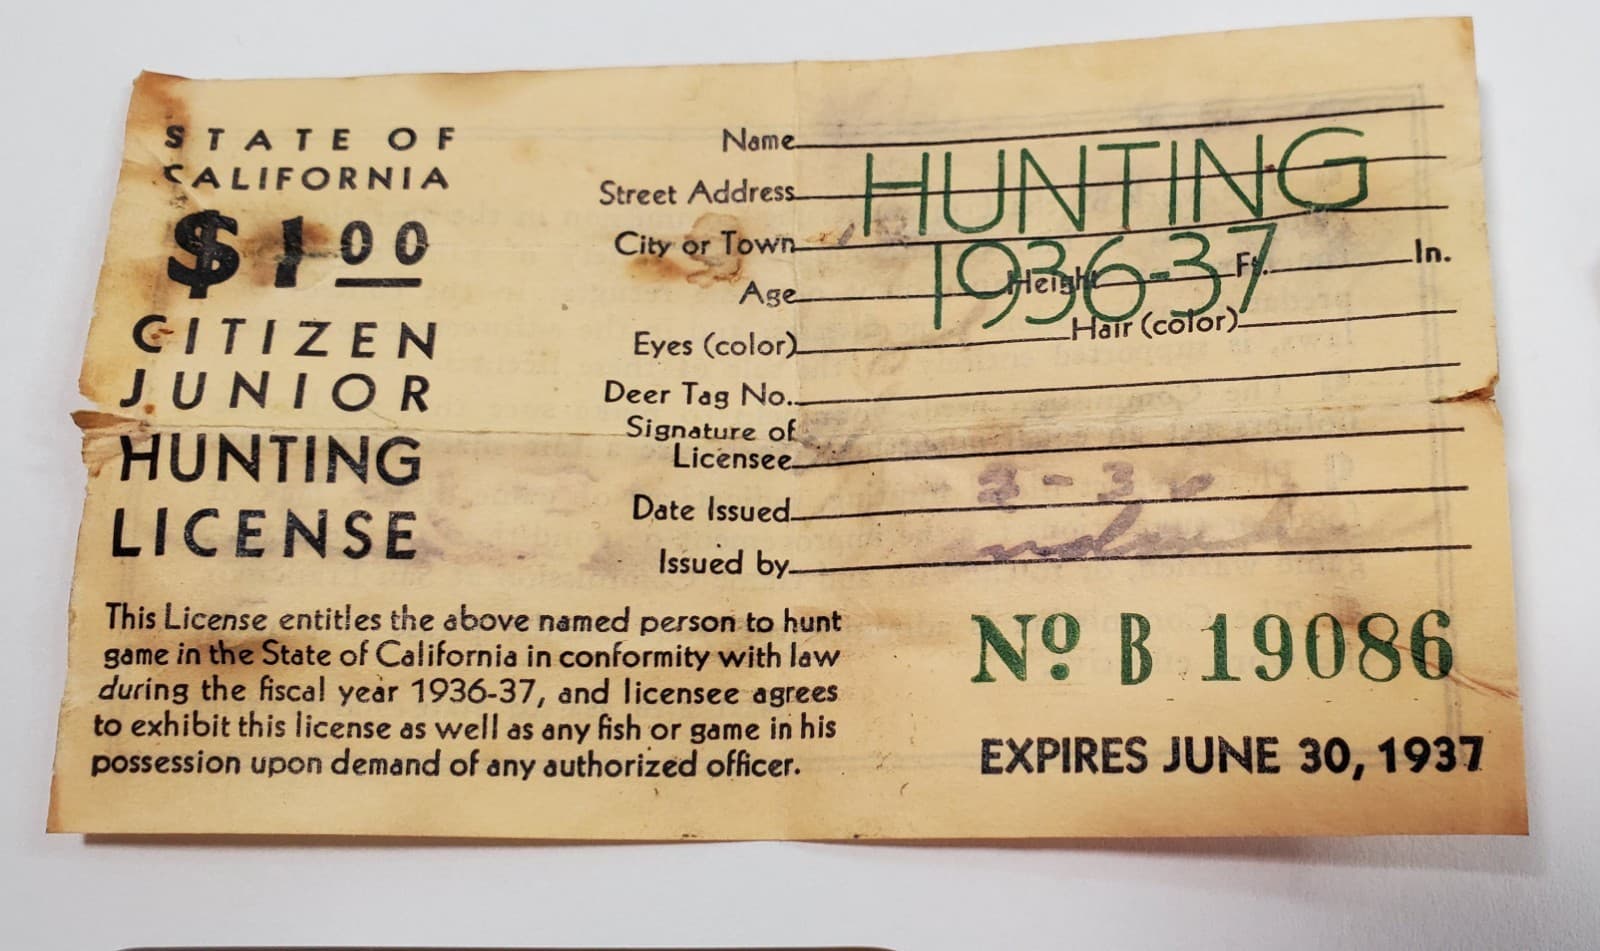 STATE OF
CALIFORNIA
$1.00
CITIZEN
JUNIOR
HUNTING
LICENSE
Name
Street Address
City or Town
Age Height Ft. In.
Eyes (color) Hair (color)
Deer Tag No.
Signature of
Licensee
Date Issued
Issued by
HUNTING
1936-37
This License entitles the above named person to hunt
game in the State of California in conformity with law
during the fiscal year 1936-37, and licensee agrees
to exhibit this license as well as any fish or game in his
possession upon demand of any authorized officer.
Nº B 19086
EXPIRES JUNE 30, 1937